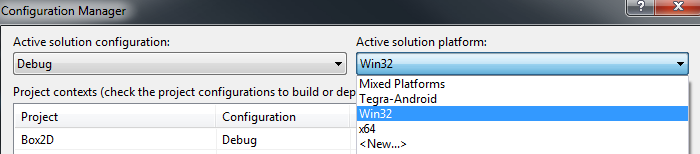 Configuration Manager
Active solution configuration: Active solution platform:
Debug Win32
Mixed Platforms
Project contexts (check the project configurations to build or dep
Tegra-Android
Project Configuration Win32
x64
Box2D Debug <New...>